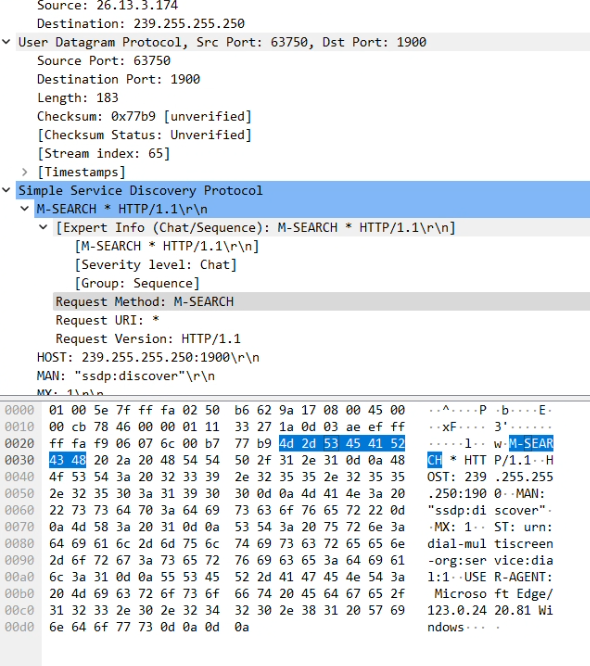 Source: 26.13.3.174
Destination: 239.255.255.250
User Datagram Protocol, Src Port: 63750, Dst Port: 1900
Source Port: 63750
Destination Port: 1900
Length: 183
Checksum: 0x77b9 [unverified]
[Checksum Status: Unverified]
[Stream index: 65]
[Timestamps]
Simple Service Discovery Protocol
M-SEARCH * HTTP/1.1\r\n
[Expert Info (Chat/Sequence): M-SEARCH * HTTP/1.1\r\n]
[M-SEARCH * HTTP/1.1\r\n]
[Severity level: Chat]
[Group: Sequence]
Request Method: M-SEARCH
Request URI: *
Request Version: HTTP/1.1
HOST: 239.255.255.250:1900\r\n
MAN: "ssdp:discover"\r\n
MX: 1\r\n
0000 01 00 5e 7f ff fa 02 50 b6 62 9a 17 08 00 45 00 ··^····P ·b····E·
0010 00 cb 78 46 00 00 01 11 33 27 1a 0d 03 ae ef ff ··xF···· 3'······
0020 ff fa f9 06 07 6c 00 b7 77 b9 4d 2d 53 45 41 52 ·····l·· w·M-SEAR
0030 43 48 20 2a 20 48 54 54 50 2f 31 2e 31 0d 0a 48 CH * HTT P/1.1··H
0040 4f 53 54 3a 20 32 33 39 2e 32 35 35 2e 32 35 35 OST: 239 .255.255
0050 2e 32 35 30 3a 31 39 30 30 0d 0a 4d 41 4e 3a 20 .250:190 0··MAN:
0060 22 73 73 64 70 3a 64 69 73 63 6f 76 65 72 22 0d "ssdp:di scover"·
0070 0a 4d 58 3a 20 31 0d 0a 53 54 3a 20 75 72 6e 3a ·MX: 1·· ST: urn:
0080 64 69 61 6c 2d 6d 75 6c 74 69 73 63 72 65 65 6e dial-mul tiscreen
0090 2d 6f 72 67 3a 73 65 72 76 69 63 65 3a 64 69 61 -org:ser vice:dia
00a0 6c 3a 31 0d 0a 55 53 45 52 2d 41 47 45 4e 54 3a l:1··USE R-AGENT:
00b0 20 4d 69 63 72 6f 73 6f 66 74 20 45 64 67 65 2f Microso ft Edge/
00c0 31 32 33 2e 30 2e 32 34 32 30 2e 38 31 20 57 69 123.0.24 20.81 Wi
00d0 6e 64 6f 77 73 0d 0a 0d 0a ndows··· ·